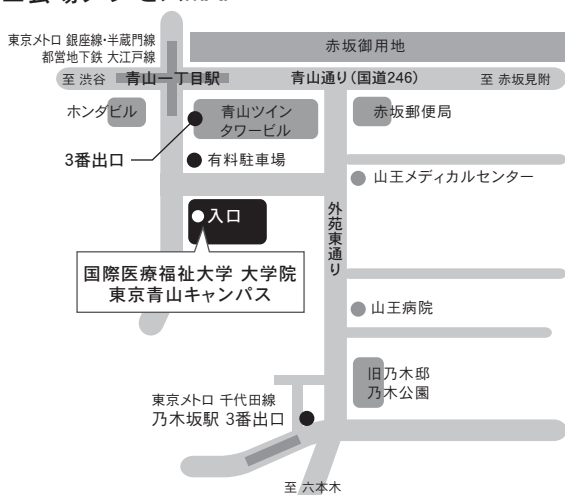 東京メトロ 銀座線・半蔵門線
都営地下鉄 大江戸線
赤坂御用地
至 渋谷
青山一丁目駅
青山通り(国道246)
至 赤坂見附
ホンダビル
青山ツイン
タワービル
赤坂郵便局
3番出口
有料駐車場
山王メディカルセンター
入口
外苑東通り
国際医療福祉大学 大学院
東京青山キャンパス
山王病院
旧乃木邸
乃木公園
東京メトロ 千代田線
乃木坂駅 3番出口
至 六本木